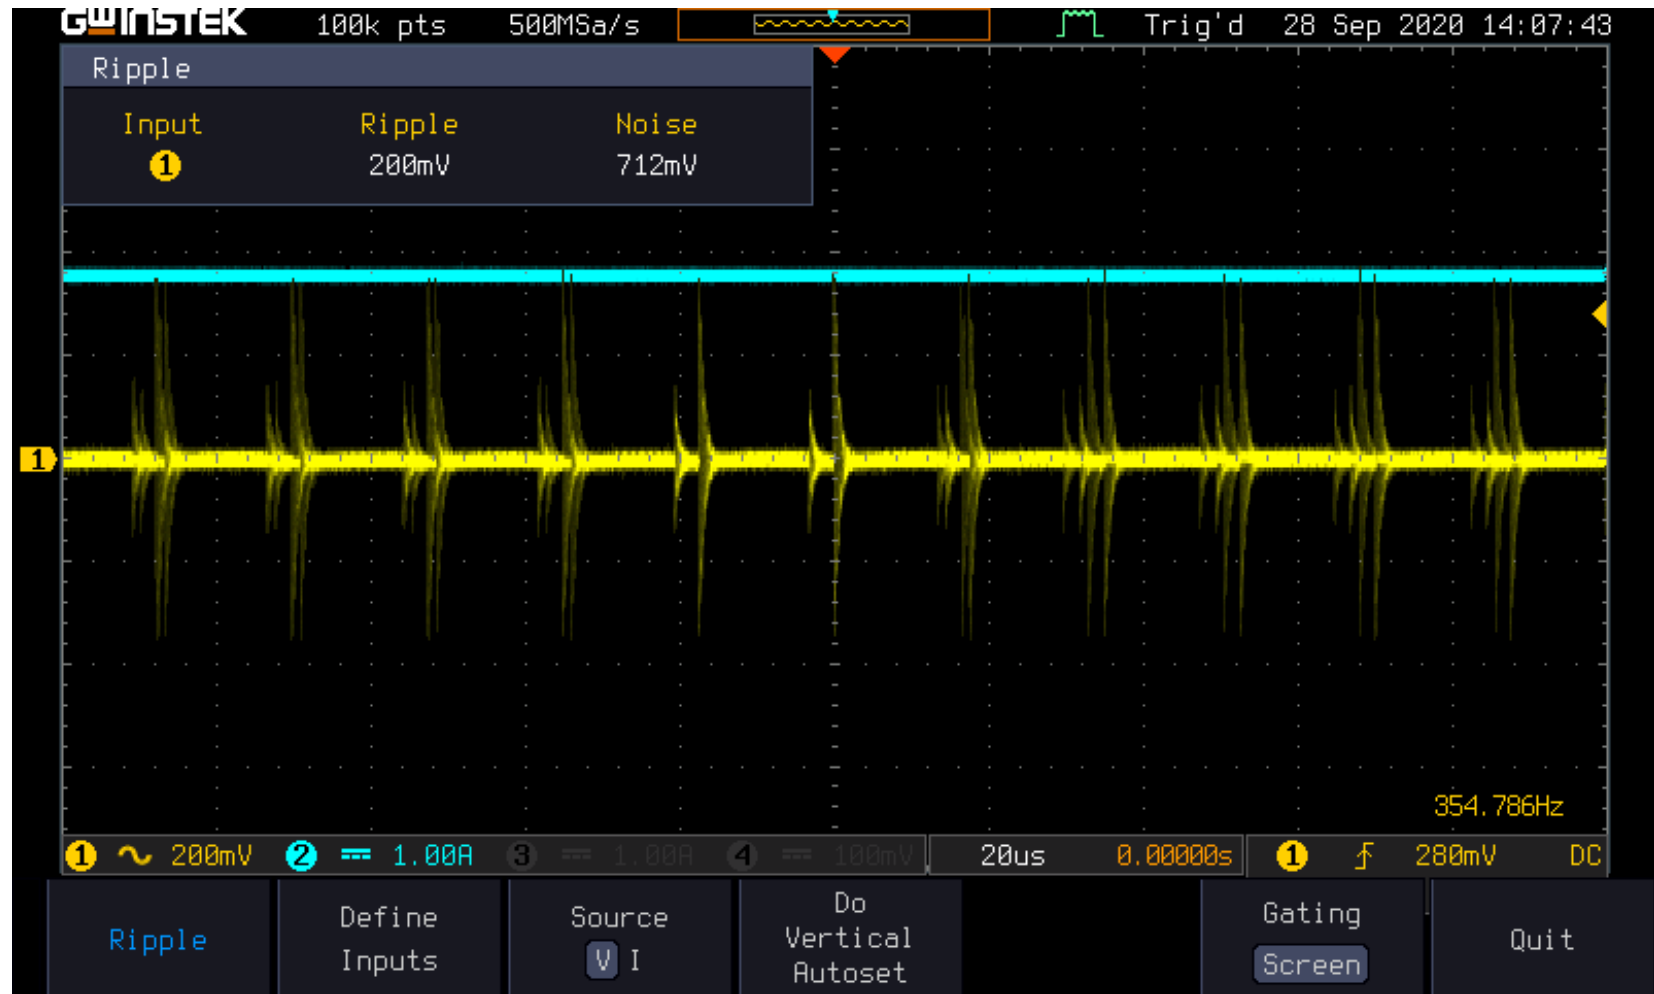 GWINSTEK 100k pts 500MSa/s Trig'd 28 Sep 2020 14:07:43
Ripple
Input Ripple Noise
1 200mV 712mV
1
354.786Hz
1 200mV 2 1.00A 3 1.00A 4 100mV 20us 0.00000s 1 280mV DC
Ripple
Define
Inputs
Source
V I
Do
Vertical
Autoset
Gating
Screen
Quit